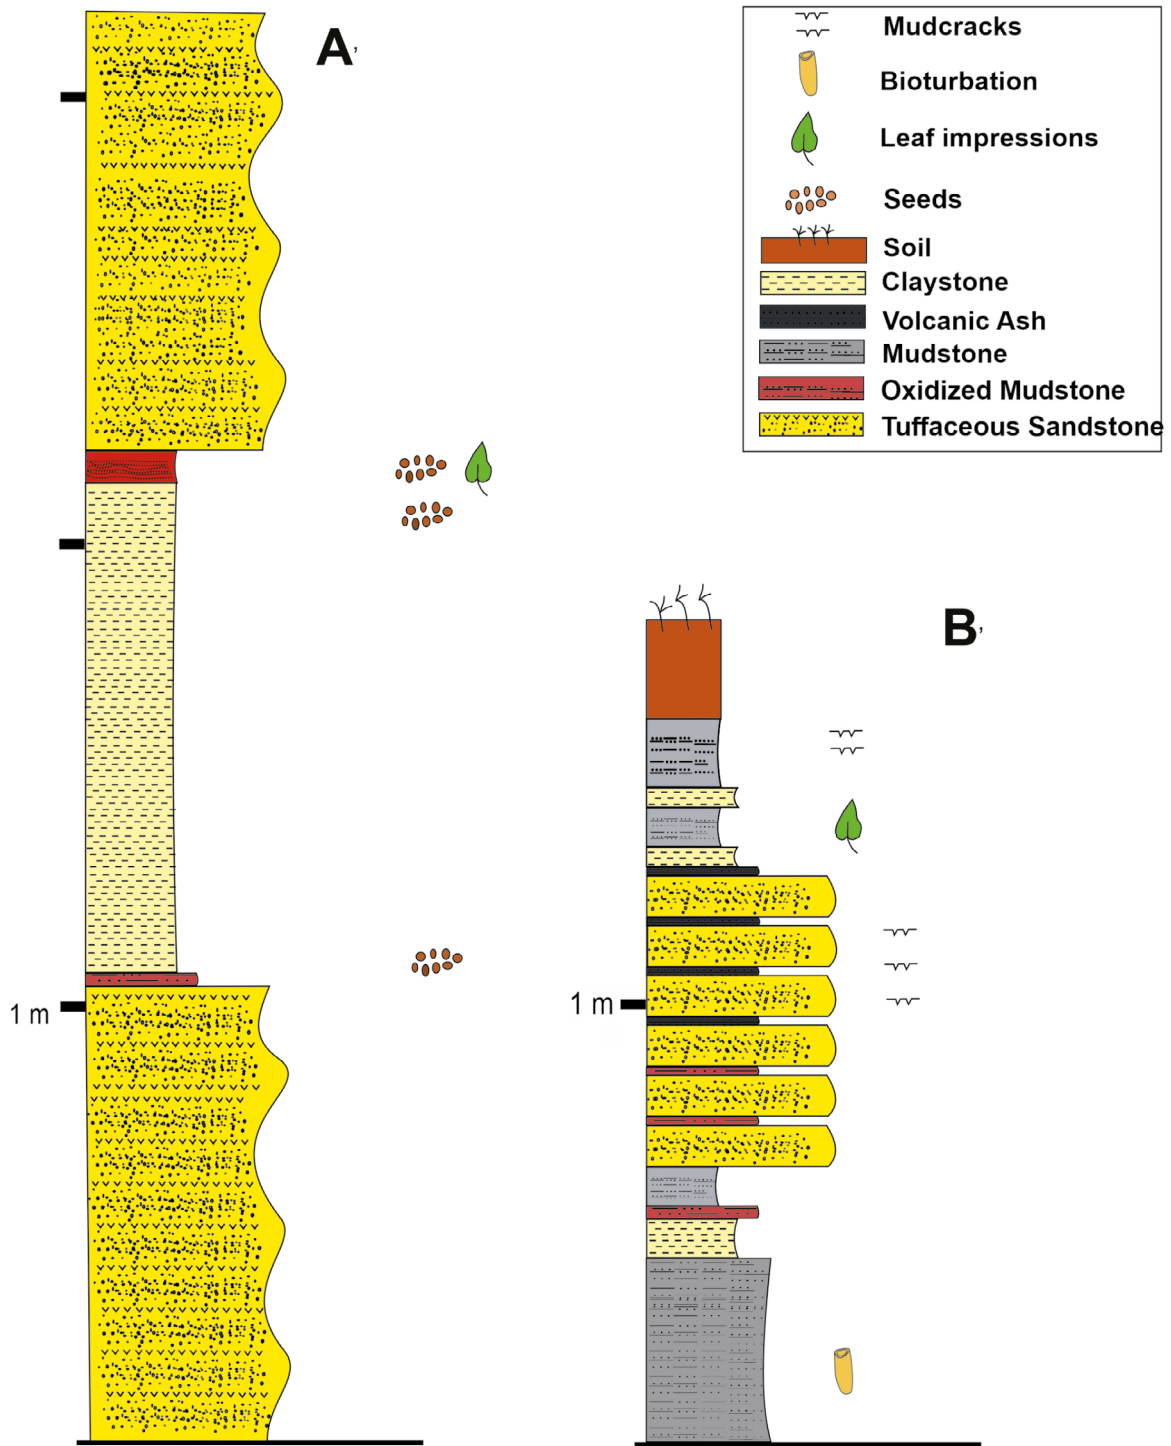 A'
Mudcracks
Bioturbation
Leaf impressions
Seeds
Soil
Claystone
Volcanic Ash
Mudstone
Oxidized Mudstone
Tuffaceous Sandstone
B'
1 m
1 m